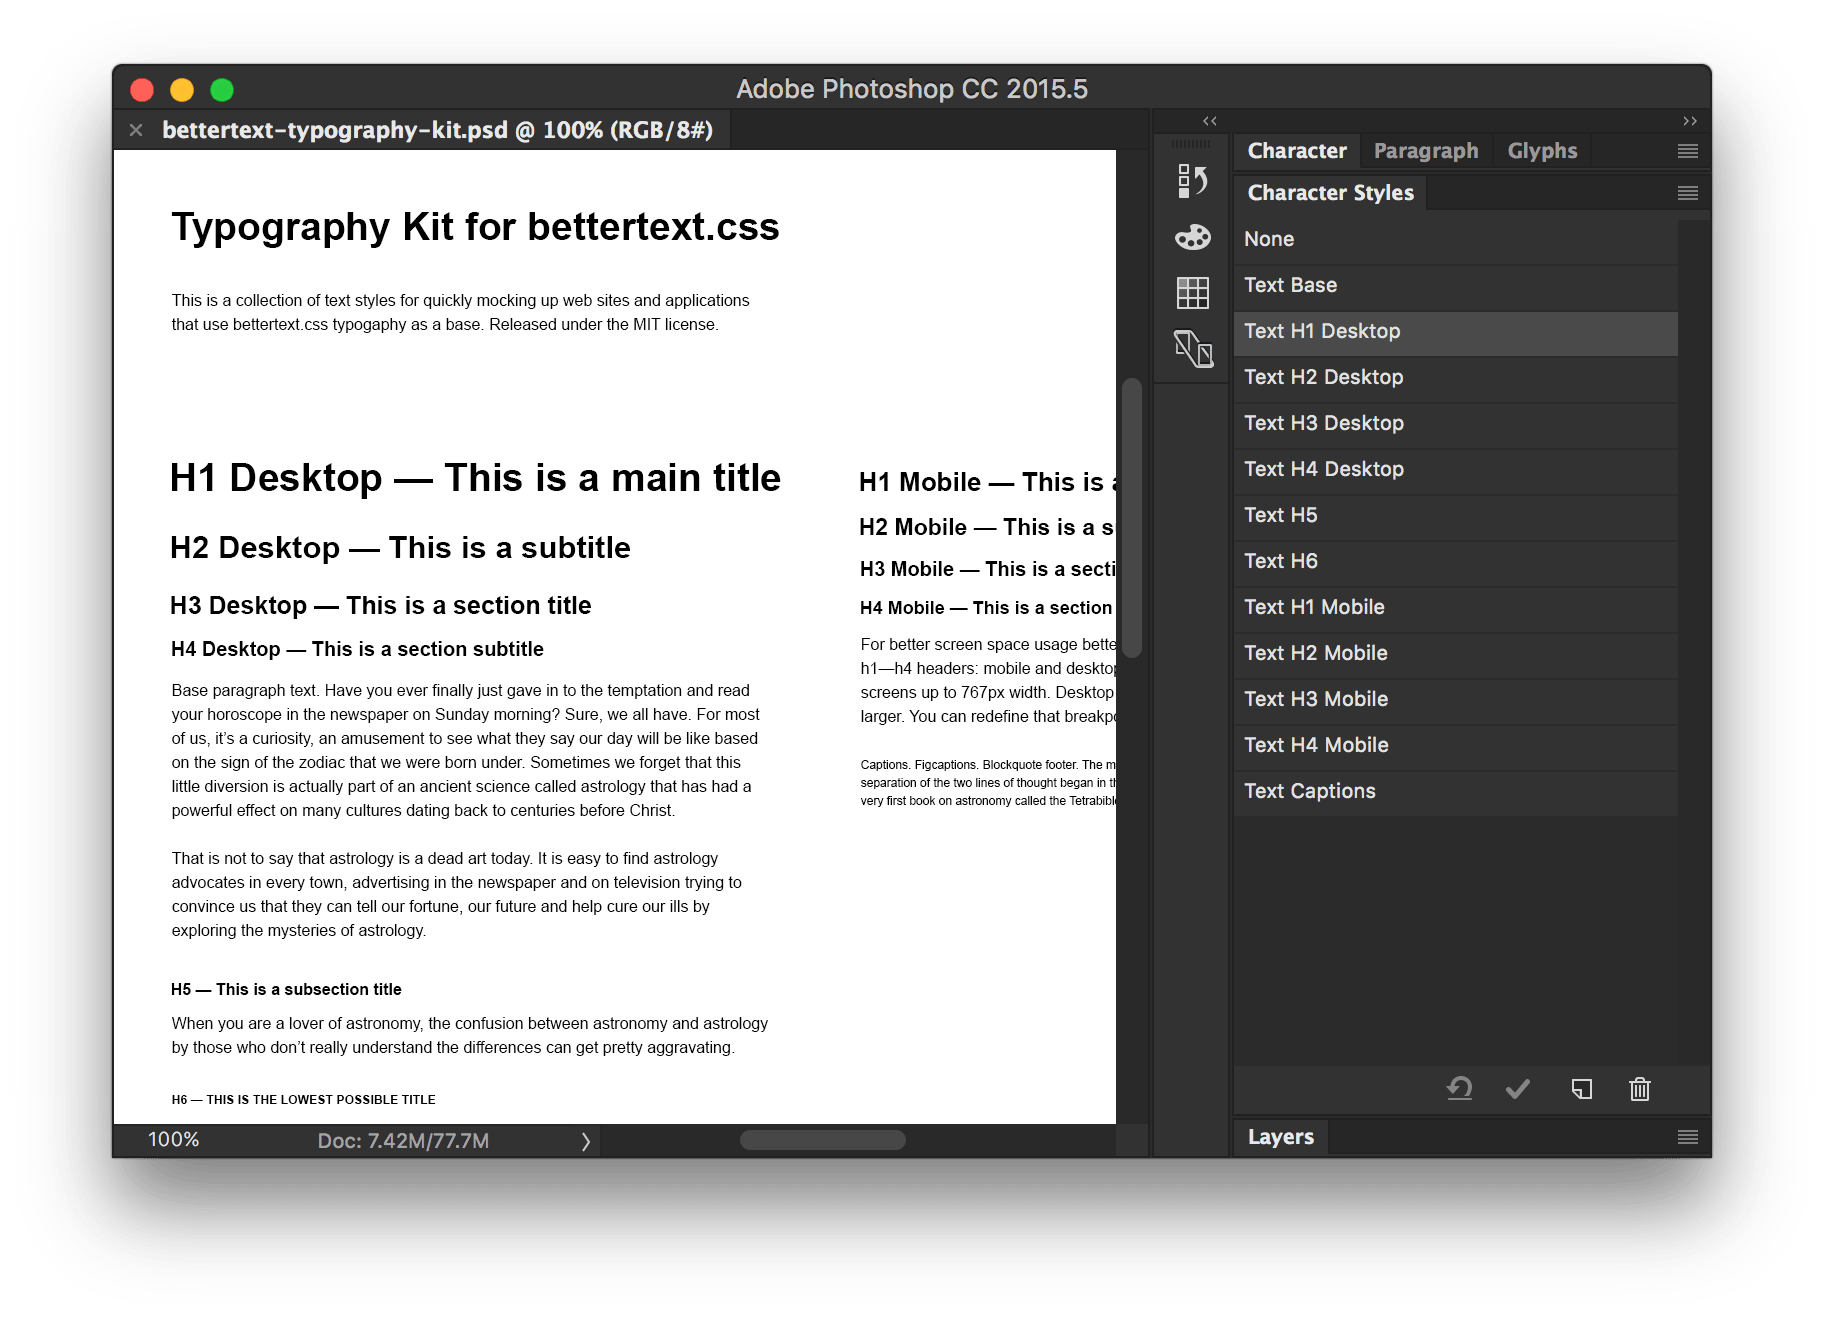 Adobe Photoshop CC 2015.5
bettertext-typography-kit.psd @ 100% (RGB/8#)
Typography Kit for bettertext.css
This is a collection of text styles for quickly mocking up web sites and applications
that use bettertext.css typogaphy as a base. Released under the MIT license.
H1 Desktop — This is a main title
H2 Desktop — This is a subtitle
H3 Desktop — This is a section title
H4 Desktop — This is a section subtitle
Base paragraph text. Have you ever finally just gave in to the temptation and read
your horoscope in the newspaper on Sunday morning? Sure, we all have. For most
of us, it’s a curiosity, an amusement to see what they say our day will be like based
on the sign of the zodiac that we were born under. Sometimes we forget that this
little diversion is actually part of an ancient science called astrology that has had a
powerful effect on many cultures dating back to centuries before Christ.
That is not to say that astrology is a dead art today. It is easy to find astrology
advocates in every town, advertising in the newspaper and on television trying to
convince us that they can tell our fortune, our future and help cure our ills by
exploring the mysteries of astrology.
H5 — This is a subsection title
When you are a lover of astronomy, the confusion between astronomy and astrology
by those who don’t really understand the differences can get pretty aggravating.
H6 — THIS IS THE LOWEST POSSIBLE TITLE
H1 Mobile — This is
H2 Mobile — This is a
H3 Mobile — This is a
H4 Mobile — This is a section
For better screen space usage
h1—h4 headers: mobile and
screens up to 767px width. Desktop
larger. You can redefine that
Captions. Figcaptions. Blockquote footer. The
separation of the two lines of thought began in
very first book on astronomy called the
100%
Doc: 7.42M/77.7M
Character
Paragraph
Glyphs
Character Styles
None
Text Base
Text H1 Desktop
Text H2 Desktop
Text H3 Desktop
Text H4 Desktop
Text H5
Text H6
Text H1 Mobile
Text H2 Mobile
Text H3 Mobile
Text H4 Mobile
Text Captions
Layers